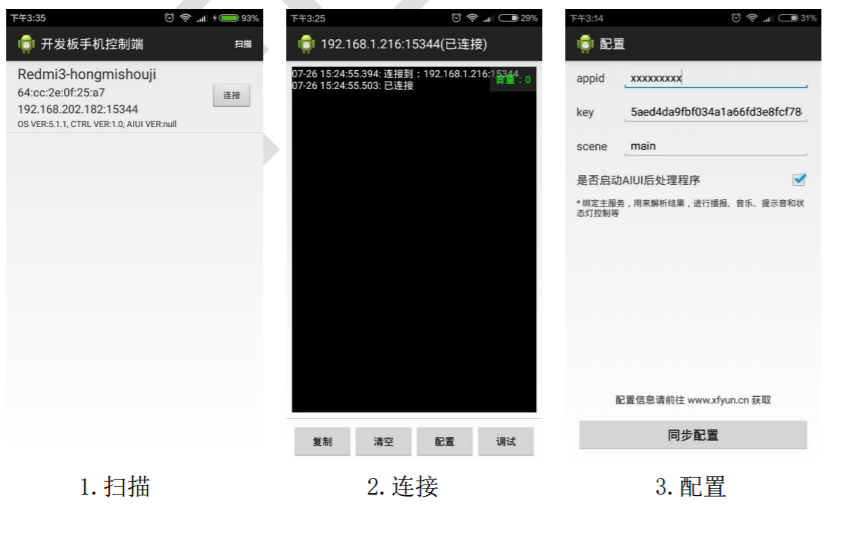 下午3:35
93%
开发板手机控制端
扫描
Redmi3-hongmishouji
64:cc:2e:0f:25:a7
192.168.202.182:15344
OS VER:5.1.1, CTRL VER:1.0, AIUI VER:null
连接
1.扫描
下午3:25
29%
192.168.1.216:15344(已连接)
07-26 15:24:55.394: 连接到：192.168.1.216:15344
音量：0
07-26 15:24:55.503: 已连接
复制 清空 配置 调试
2.连接
下午3:14
31%
配置
appid xxxxxxxxx
key 5aed4da9fbf034a1a66fd3e8fcf78
scene main
是否启动AIUI后处理程序
*绑定主服务，用来解析结果，进行播报、音乐、提示音和状
态灯控制等
配置信息请前往 www.xfyun.cn 获取
同步配置
3.配置